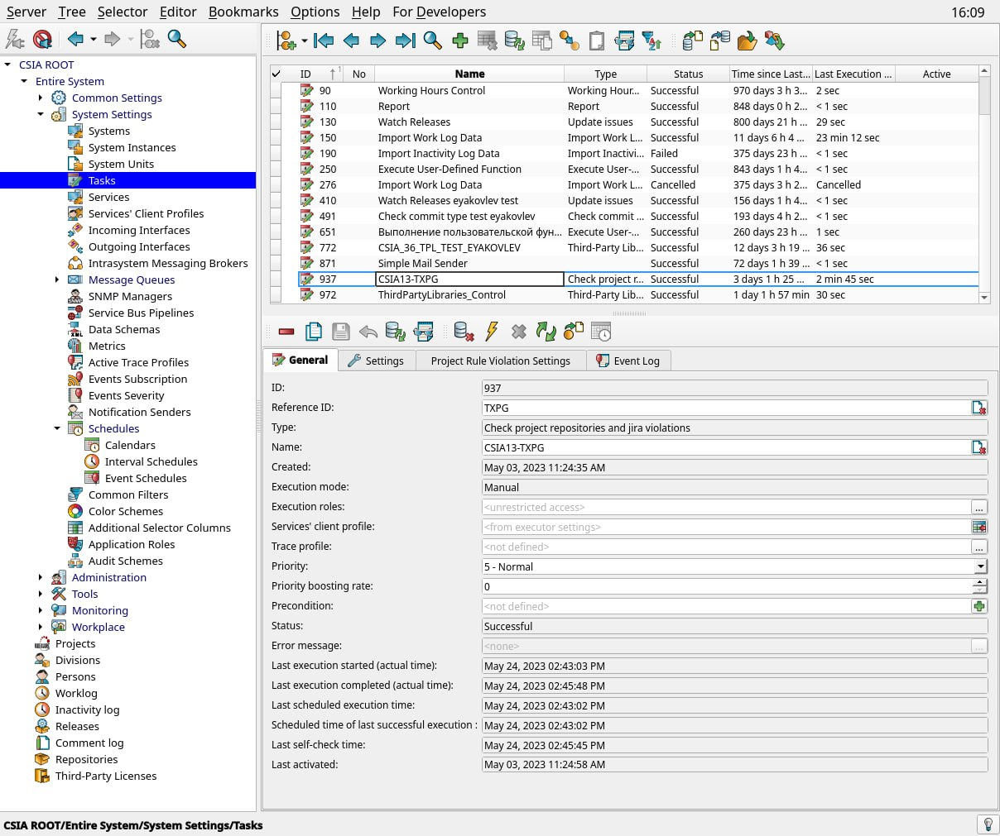 Server Tree Selector Editor Bookmarks Options Help For Developers 16:09
CSIA ROOT
Entire System
Common Settings
System Settings
Systems
System Instances
System Units
Tasks
Services
Services' Client Profiles
Incoming Interfaces
Outgoing Interfaces
Intrasystem Messaging Brokers
Message Queues
SNMP Managers
Service Bus Pipelines
Data Schemas
Metrics
Active Trace Profiles
Events Subscription
Events Severity
Notification Senders
Schedules
Calendars
Interval Schedules
Event Schedules
Common Filters
Color Schemes
Additional Selector Columns
Application Roles
Audit Schemes
Administration
Tools
Monitoring
Workplace
Projects
Divisions
Persons
Worklog
Inactivity log
Releases
Comment log
Repositories
Third-Party Licenses
ID 1 No Name Type Status Time since Last... Last Execution ... Active
90 Working Hours Control Working Hour... Successful 970 days 3 h 3... 2 sec
110 Report Report Successful 848 days 0 h 2... < 1 sec
130 Watch Releases Update issues Successful 800 days 21 h ... 29 sec
150 Import Work Log Data Import Work L... Successful 11 days 6 h 4 ... 23 min 12 sec
190 Import Inactivity Log Data Import Inactivi... Failed 375 days 23 h ... < 1 sec
250 Execute User-Defined Function Execute User-... Successful 843 days 1 h 4... < 1 sec
276 Import Work Log Data Import Work L... Cancelled 375 days 3 h 2... Cancelled
410 Watch Releases eyakovlev test Update issues Successful 156 days 1 h 4... < 1 sec
491 Check commit type test eyakovlev Check commit ... Successful 193 days 4 h 2... < 1 sec
651 Выполнение пользовательской фун... Execute User-... Successful 260 days 23 h ... 1 sec
772 CSIA_36_TPL_TEST_EYAKOVLEV Third-Party Lib... Successful 12 days 3 h 19 ... 36 sec
871 Simple Mail Sender Successful 72 days 1 h 39 ... < 1 sec
937 CSIA13-TXPG Check project r... Successful 3 days 1 h 25 ... 2 min 45 sec
972 ThirdPartyLibraries_Control Third-Party Lib... Successful 1 day 1 h 57 min 30 sec
General Settings Project Rule Violation Settings Event Log
ID: 937
Reference ID: TXPG
Type: Check project repositories and jira violations
Name: CSIA13-TXPG
Created: May 03, 2023 11:24:35 AM
Execution mode: Manual
Execution roles: <unrestricted access> ...
Services' client profile: <from executor settings>
Trace profile: <not defined> ...
Priority: 5 - Normal
Priority boosting rate: 0
Precondition: <not defined>
Status: Successful
Error message: <none> ...
Last execution started (actual time): May 24, 2023 02:43:03 PM
Last execution completed (actual time): May 24, 2023 02:45:48 PM
Last scheduled execution time: May 24, 2023 02:43:02 PM
Scheduled time of last successful execution : May 24, 2023 02:43:02 PM
Last self-check time: May 24, 2023 02:45:45 PM
Last activated: May 03, 2023 11:24:58 AM
CSIA ROOT/Entire System/System Settings/Tasks